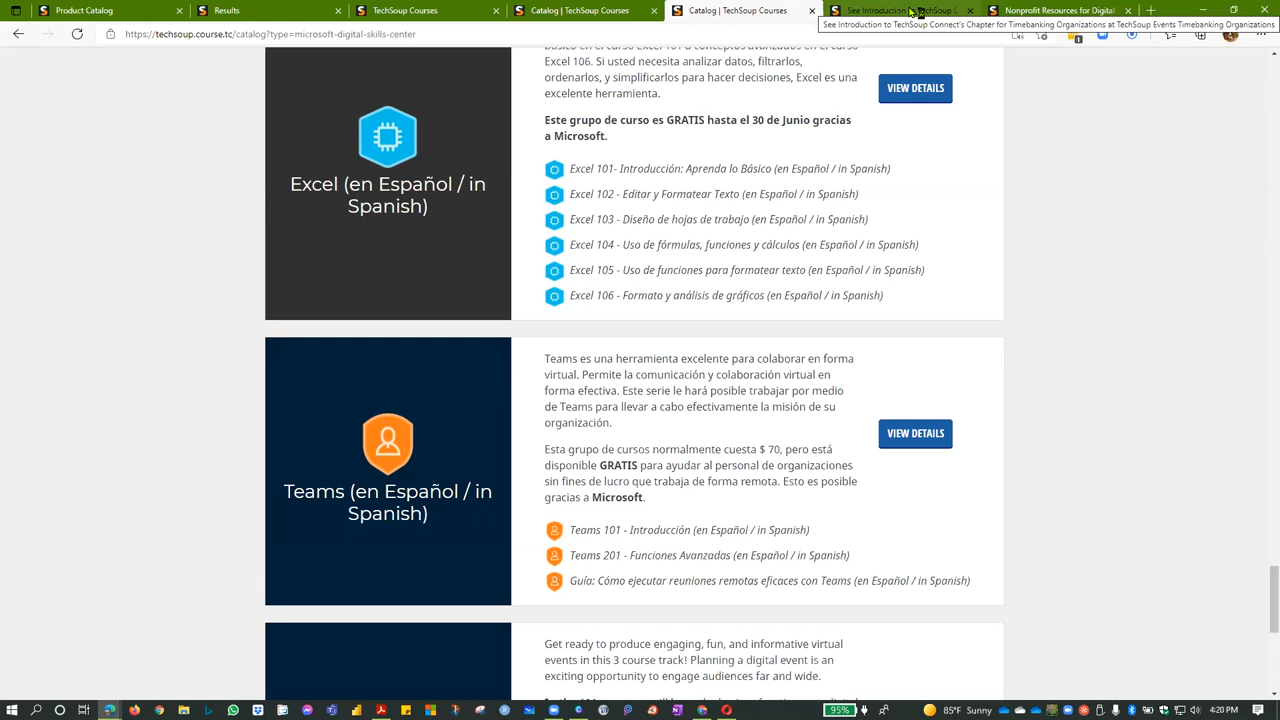 Product Catalog
Results
TechSoup Courses
Catalog | TechSoup Courses
Catalog | TechSoup Courses
See Introduction
Nonprofit Resources for Digital
See Introduction to TechSoup Connect's Chapter for Timebanking Organizations at TechSoup Events Timebanking Organizations
https://techsoup.course.tc/catalog?type=microsoft-digital-skills-center
básico en el curso Excel 101 a conceptos avanzados en el curso
Excel 106. Si usted necesita analizar datos, filtrarlos,
ordenarlos, y simplificarlos para hacer decisiones, Excel es una
excelente herramienta.
VIEW DETAILS
Este grupo de curso es GRATIS hasta el 30 de Junio gracias
a Microsoft.
Excel (en Español / in
Spanish)
Excel 101- Introducción: Aprenda lo Básico (en Español / in Spanish)
Excel 102 - Editar y Formatear Texto (en Español / in Spanish)
Excel 103 - Diseño de hojas de trabajo (en Español / in Spanish)
Excel 104 - Uso de fórmulas, funciones y cálculos (en Español / in Spanish)
Excel 105 - Uso de funciones para formatear texto (en Español / in Spanish)
Excel 106 - Formato y análisis de gráficos (en Español / in Spanish)
Teams es una herramienta excelente para colaborar en forma
virtual. Permite la comunicación y colaboración virtual en
forma efectiva. Este serie le hará posible trabajar por medio
de Teams para llevar a cabo efectivamente la misión de su
organización.
VIEW DETAILS
Esta grupo de cursos normalmente cuesta $ 70, pero está
disponible GRATIS para ayudar al personal de organizaciones
sin fines de lucro que trabaja de forma remota. Esto es posible
gracias a Microsoft.
Teams (en Español / in
Spanish)
Teams 101 - Introducción (en Español / in Spanish)
Teams 201 - Funciones Avanzadas (en Español / in Spanish)
Guía: Cómo ejecutar reuniones remotas eficaces con Teams (en Español / in Spanish)
Get ready to produce engaging, fun, and informative virtual
events in this 3 course track! Planning a digital event is an
exciting opportunity to engage audiences far and wide.
95%
85°F Sunny
4:20 PM